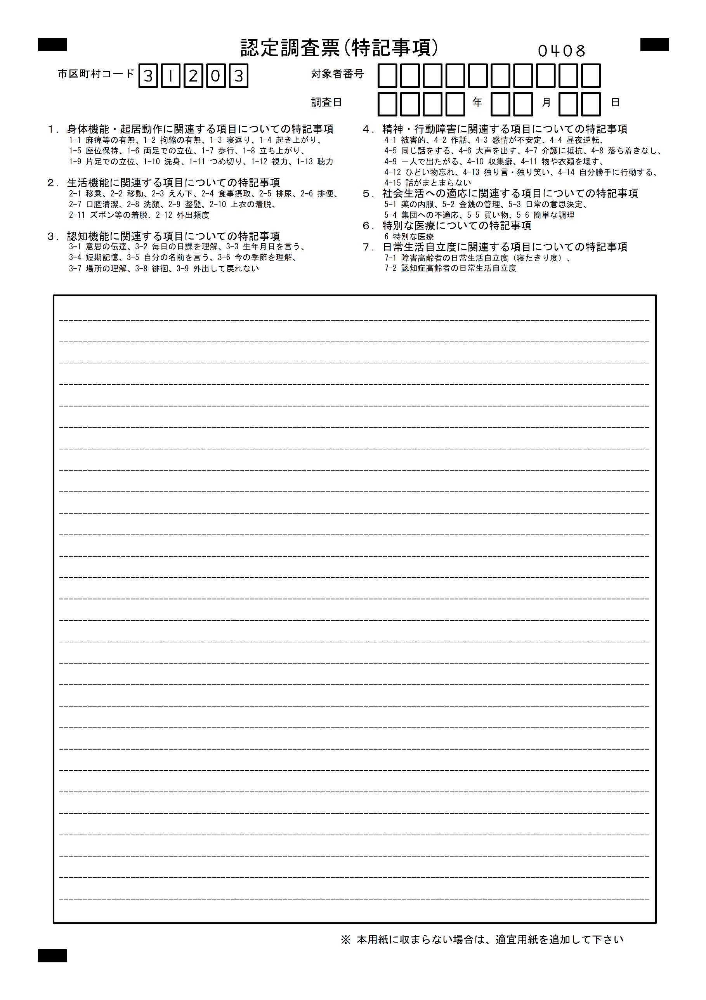 認定調査票(特記事項)
0408
市区町村コード 3 1 2 0 3
対象者番号
調査日 年 月 日
1. 身体機能・起居動作に関連する項目についての特記事項
1-1 麻痺等の有無、1-2 拘縮の有無、1-3 寝返り、1-4 起き上がり、
1-5 座位保持、1-6 両足での立位、1-7 歩行、1-8 立ち上がり、
1-9 片足での立位、1-10 洗身、1-11 つめ切り、1-12 視力、1-13 聴力
2. 生活機能に関連する項目についての特記事項
2-1 移乗、2-2 移動、2-3 えん下、2-4 食事摂取、2-5 排尿、2-6 排便、
2-7 口腔清潔、2-8 洗顔、2-9 整髪、2-10 上衣の着脱、
2-11 ズボン等の着脱、2-12 外出頻度
3. 認知機能に関連する項目についての特記事項
3-1 意思の伝達、3-2 毎日の日課を理解、3-3 生年月日を言う、
3-4 短期記憶、3-5 自分の名前を言う、3-6 今の季節を理解、
3-7 場所の理解、3-8 徘徊、3-9 外出して戻れない
4. 精神・行動障害に関連する項目についての特記事項
4-1 被害的、4-2 作話、4-3 感情が不安定、4-4 昼夜逆転、
4-5 同じ話をする、4-6 大声を出す、4-7 介護に抵抗、4-8 落ち着きなし、
4-9 一人で出たがる、4-10 収集癖、4-11 物や衣類を壊す、
4-12 ひどい物忘れ、4-13 独り言・独り笑い、4-14 自分勝手に行動する、
4-15 話がまとまらない
5. 社会生活への適応に関連する項目についての特記事項
5-1 薬の内服、5-2 金銭の管理、5-3 日常の意思決定、
5-4 集団への不適応、5-5 買い物、5-6 簡単な調理
6. 特別な医療についての特記事項
6 特別な医療
7. 日常生活自立度に関連する項目についての特記事項
7-1 障害高齢者の日常生活自立度(寝たきり度)、
7-2 認知症高齢者の日常生活自立度
※ 本用紙に収まらない場合は、適宜用紙を追加して下さい